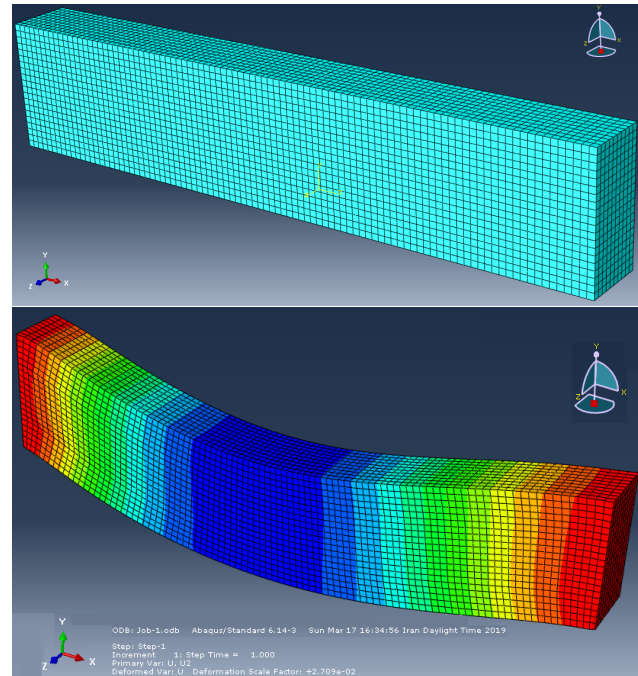 Y
Z
X
Y
X
Z
Y
Z
X
ODB: Job-1.odb Abaqus/Standard 6.14-3 Sun Mar 17 16:34:56 Iran Daylight Time 2019
Y
Step: Step-1
Increment 1: Step Time = 1.000
Primary Var: U, U2
Z X
Deformed Var: U Deformation Scale Factor: +2.709e-02